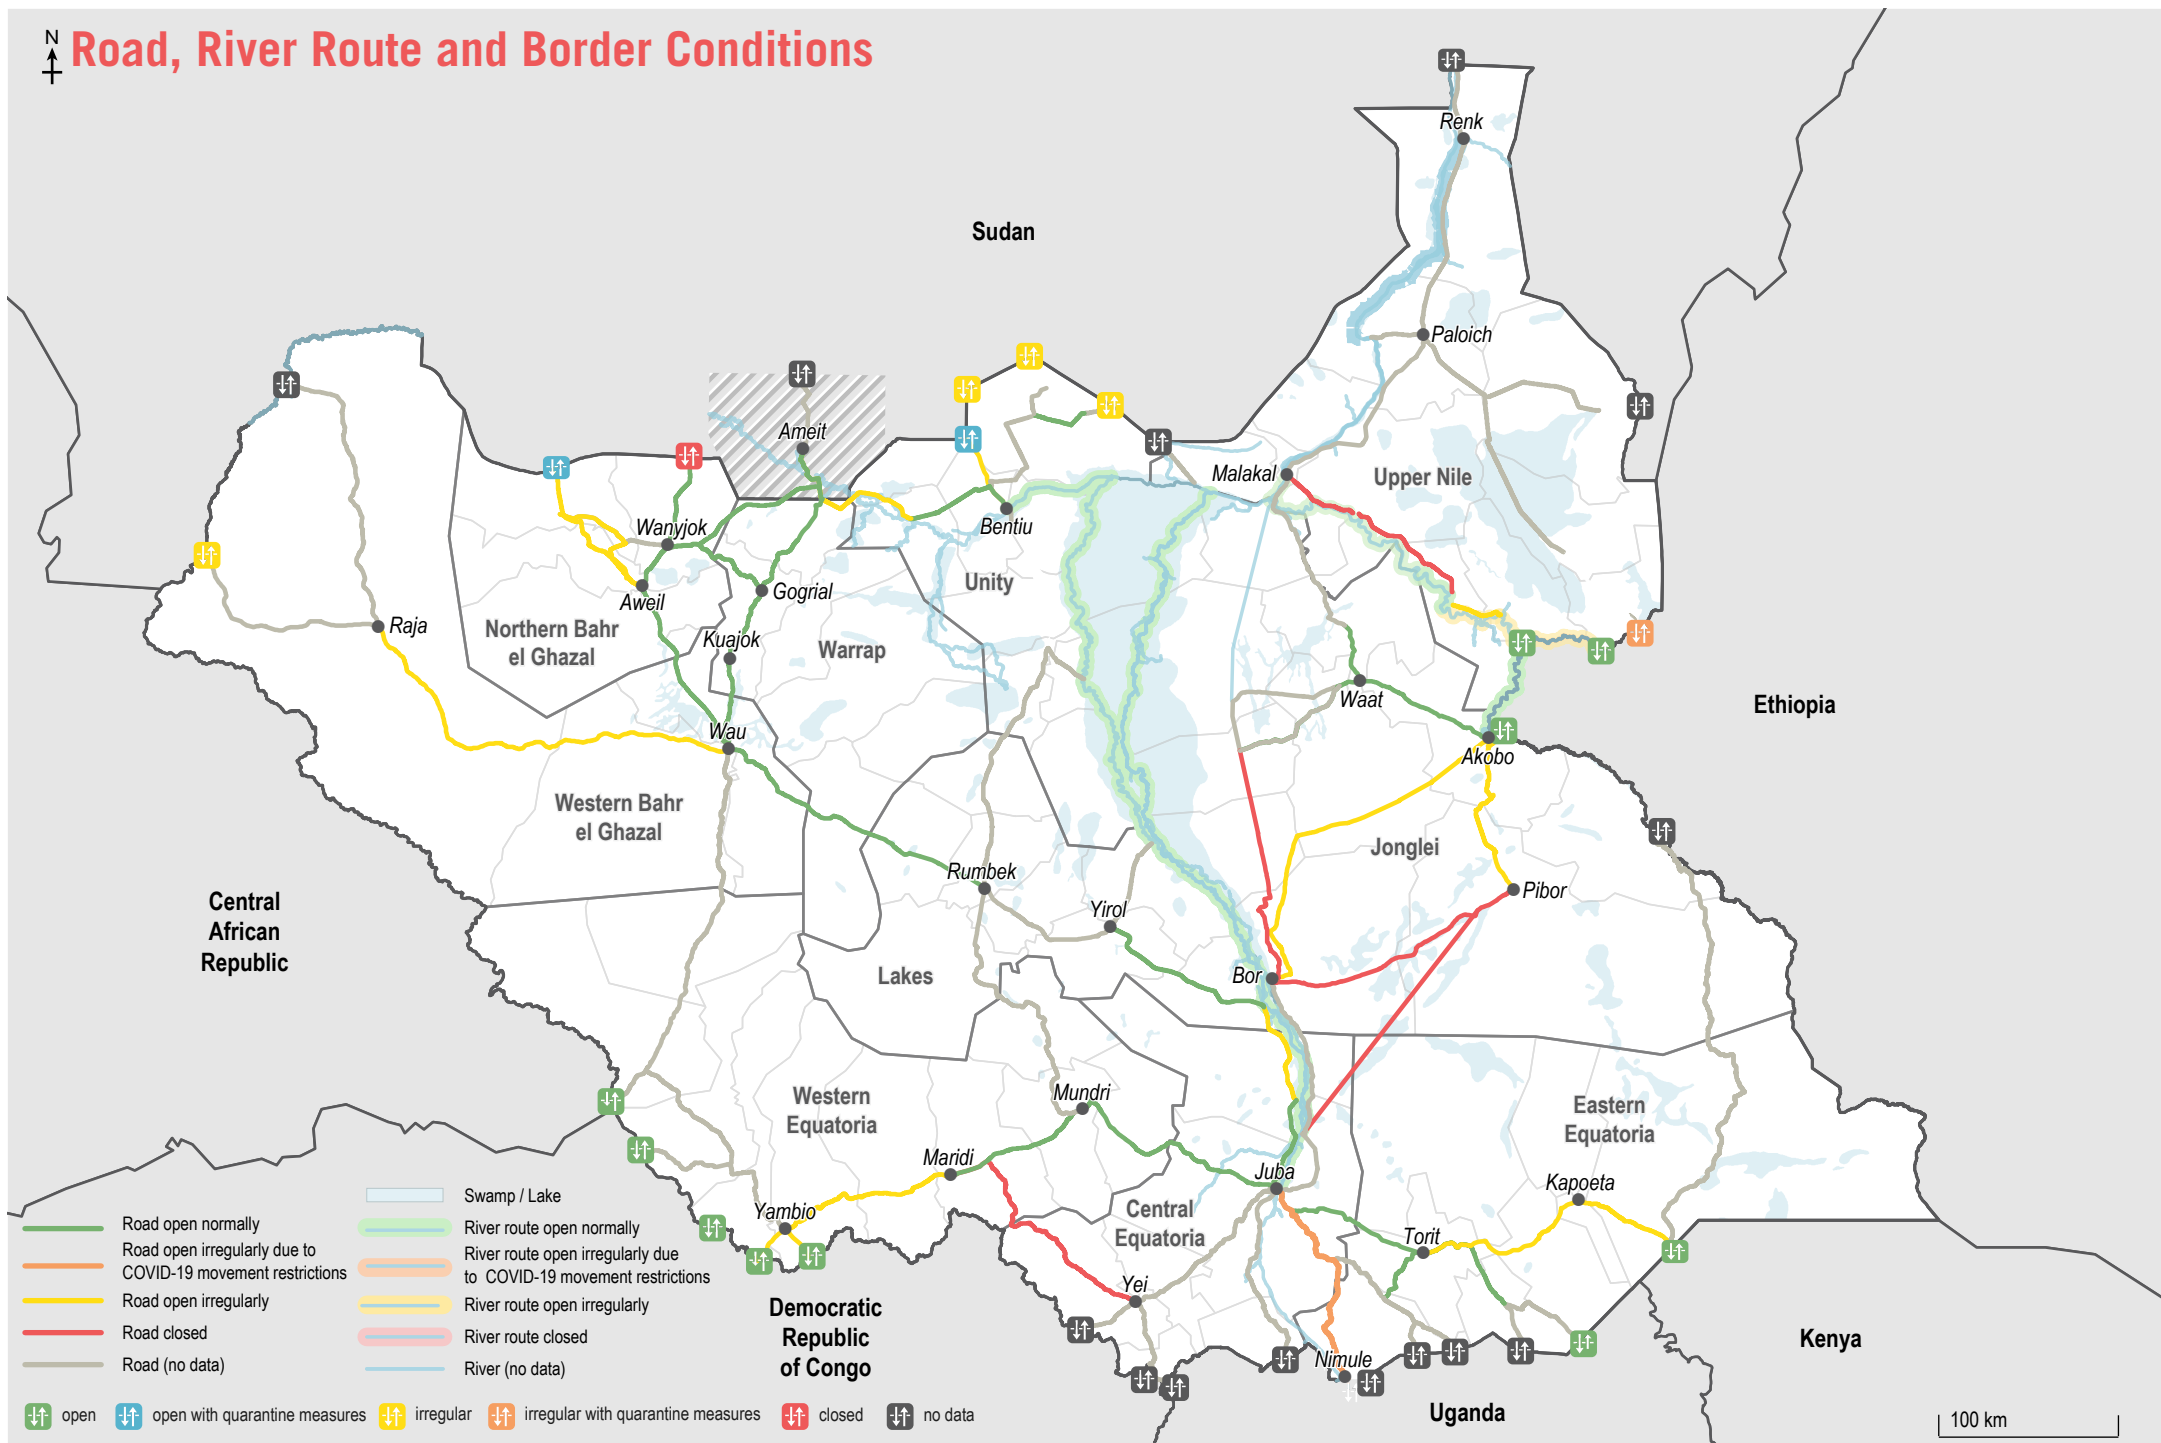 N
Road, River Route and Border Conditions
Renk
Sudan
Paloich
Ameit
Malakal
Upper Nile
Wanyjok
Bentiu
Unity
Aweil
Gogrial
Raja
Northern Bahr
el Ghazal
Kuajok
Warrap
Waat
Ethiopia
Wau
Akobo
Western Bahr
el Ghazal
Jonglei
Rumbek
Pibor
Central
African
Republic
Yirol
Lakes
Bor
Western
Equatoria
Mundri
Eastern
Equatoria
Maridi
Juba
Kapoeta
Yambio
Central
Equatoria
Torit
Yei
Democratic
Republic
of Congo
Kenya
Nimule
Uganda
Road open normally
Road open irregularly due to
COVID-19 movement restrictions
Road open irregularly
Road closed
Road (no data)
Swamp / Lake
River route open normally
River route open irregularly due
to COVID-19 movement restrictions
River route open irregularly
River route closed
River (no data)
open
open with quarantine measures
irregular
irregular with quarantine measures
closed
no data
100 km